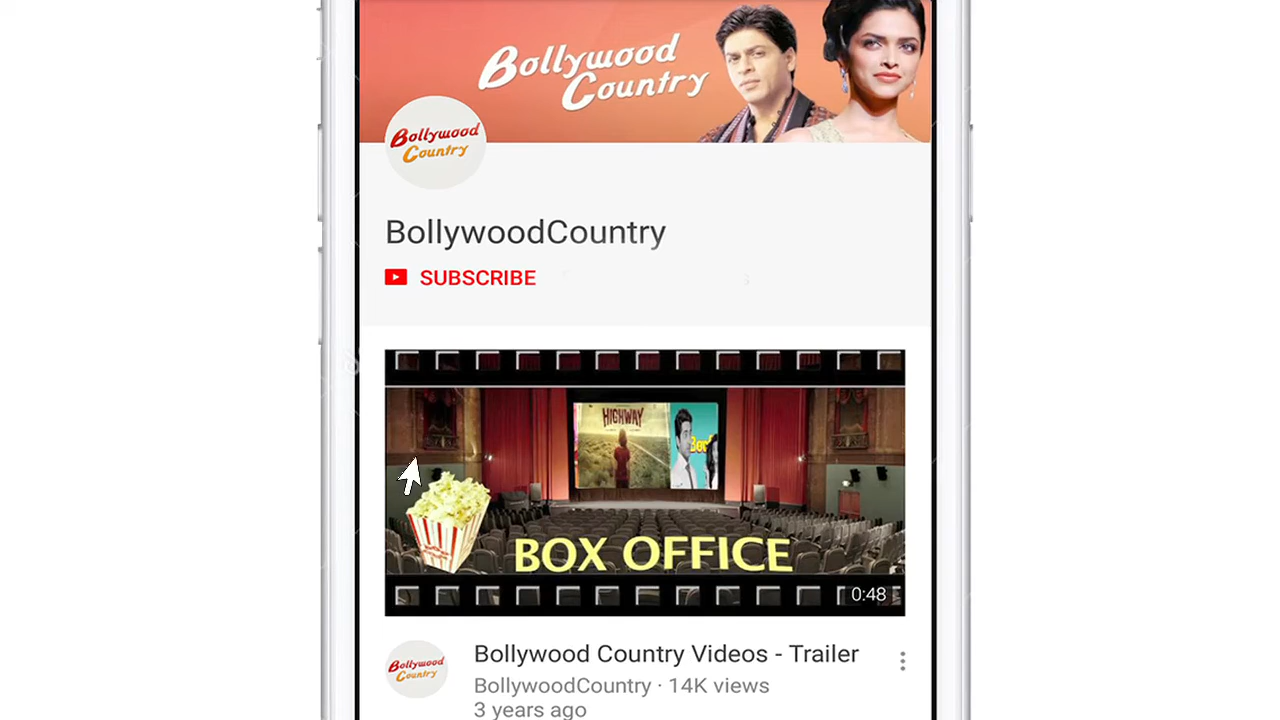 Bollywood
Country
Bollywood
Country
BollywoodCountry
SUBSCRIBE
HIGHWAY
BOX OFFICE
0:48
Bollywood
Country
Bollywood Country Videos - Trailer
BollywoodCountry · 14K views
3 years ago